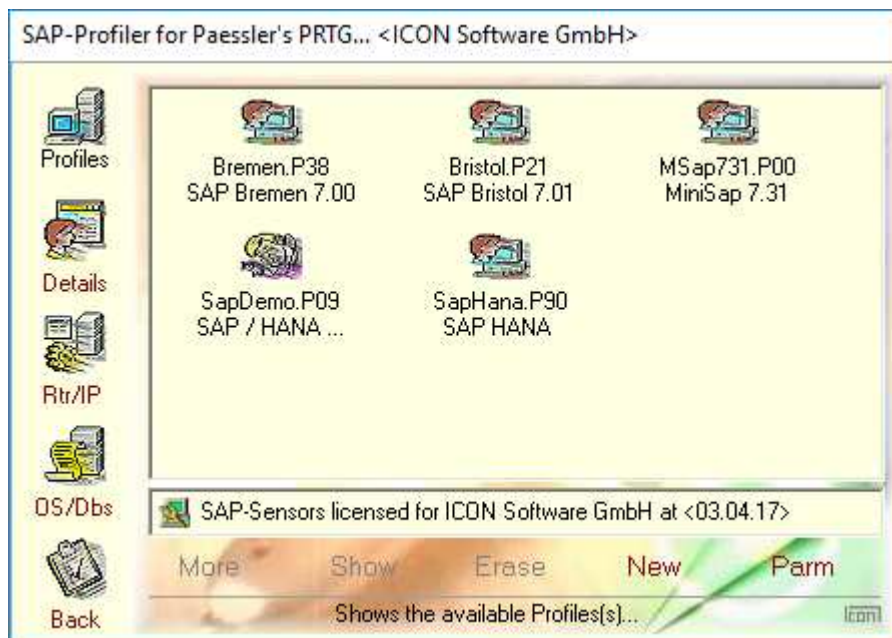 SAP-Profiler for Paessler's PRTG... <ICON Software GmbH>
Profiles
Details
Rtr/IP
OS/Dbs
Back
Bremen.P38
SAP Bremen 7.00
Bristol.P21
SAP Bristol 7.01
MSap731.P00
MiniSap 7.31
SapDemo.P09
SAP / HANA ...
SapHana.P90
SAP HANA
SAP-Sensors licensed for ICON Software GmbH at <03.04.17>
More Show Erase New Parm
Shows the available Profiles(s)...
Icon